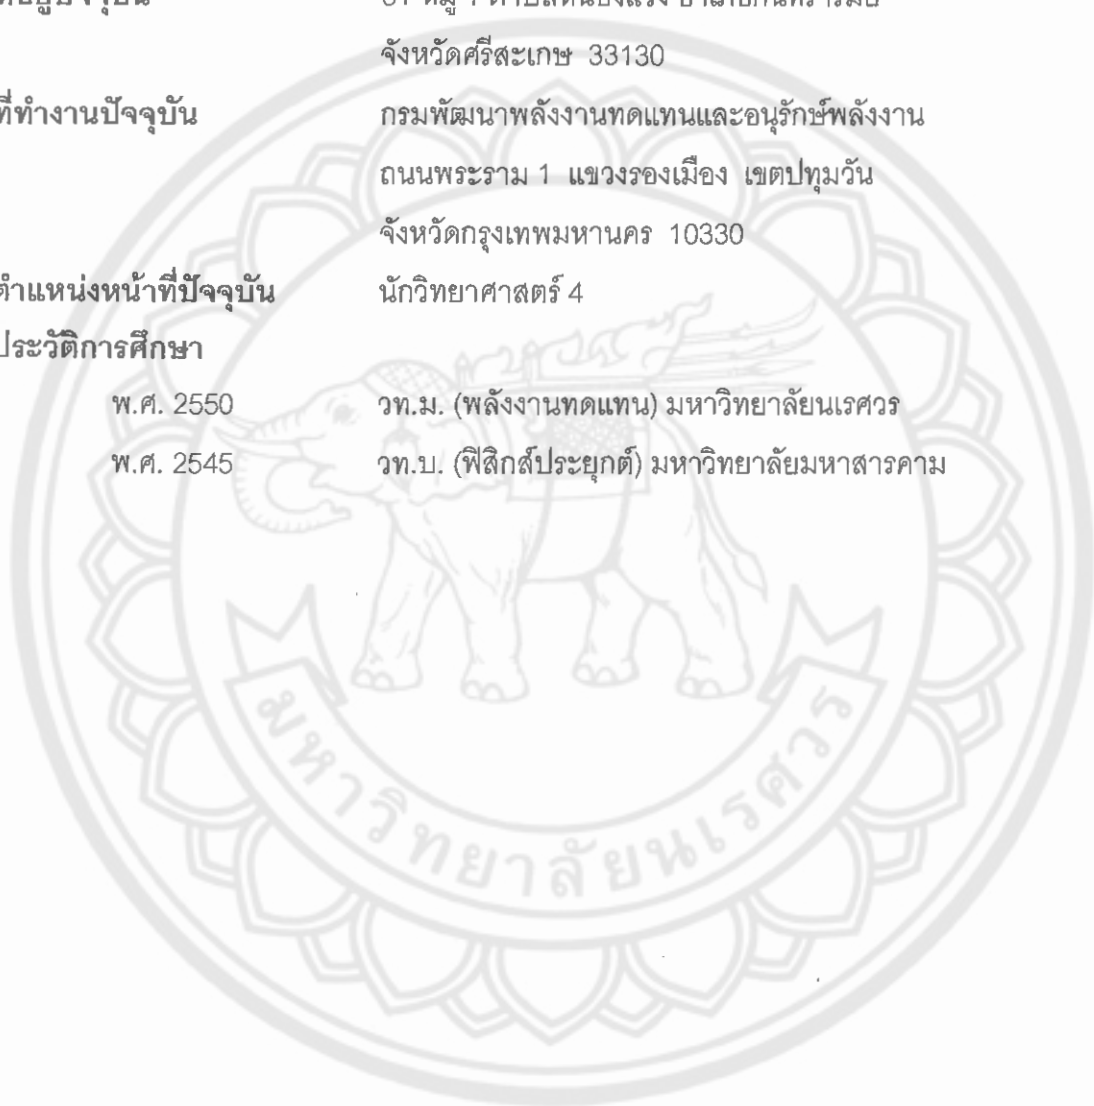 จังหวัดศรีสะเกษ 33130
ที่ทำงานปัจจุบัน กรมพัฒนาพลังงานทดแทนและอนุรักษ์พลังงาน
ถนนพระราม 1 แขวงรองเมือง เขตปทุมวัน
จังหวัดกรุงเทพมหานคร 10330
ตำแหน่งหน้าที่ปัจจุบัน นักวิทยาศาสตร์ 4
ประวัติการศึกษา
พ.ศ. 2550 วท.ม. (พลังงานทดแทน) มหาวิทยาลัยนเรศวร
พ.ศ. 2545 วท.บ. (ฟิสิกส์ประยุกต์) มหาวิทยาลัยมหาสารคาม
มหาวิทยาลัยนเรศวร